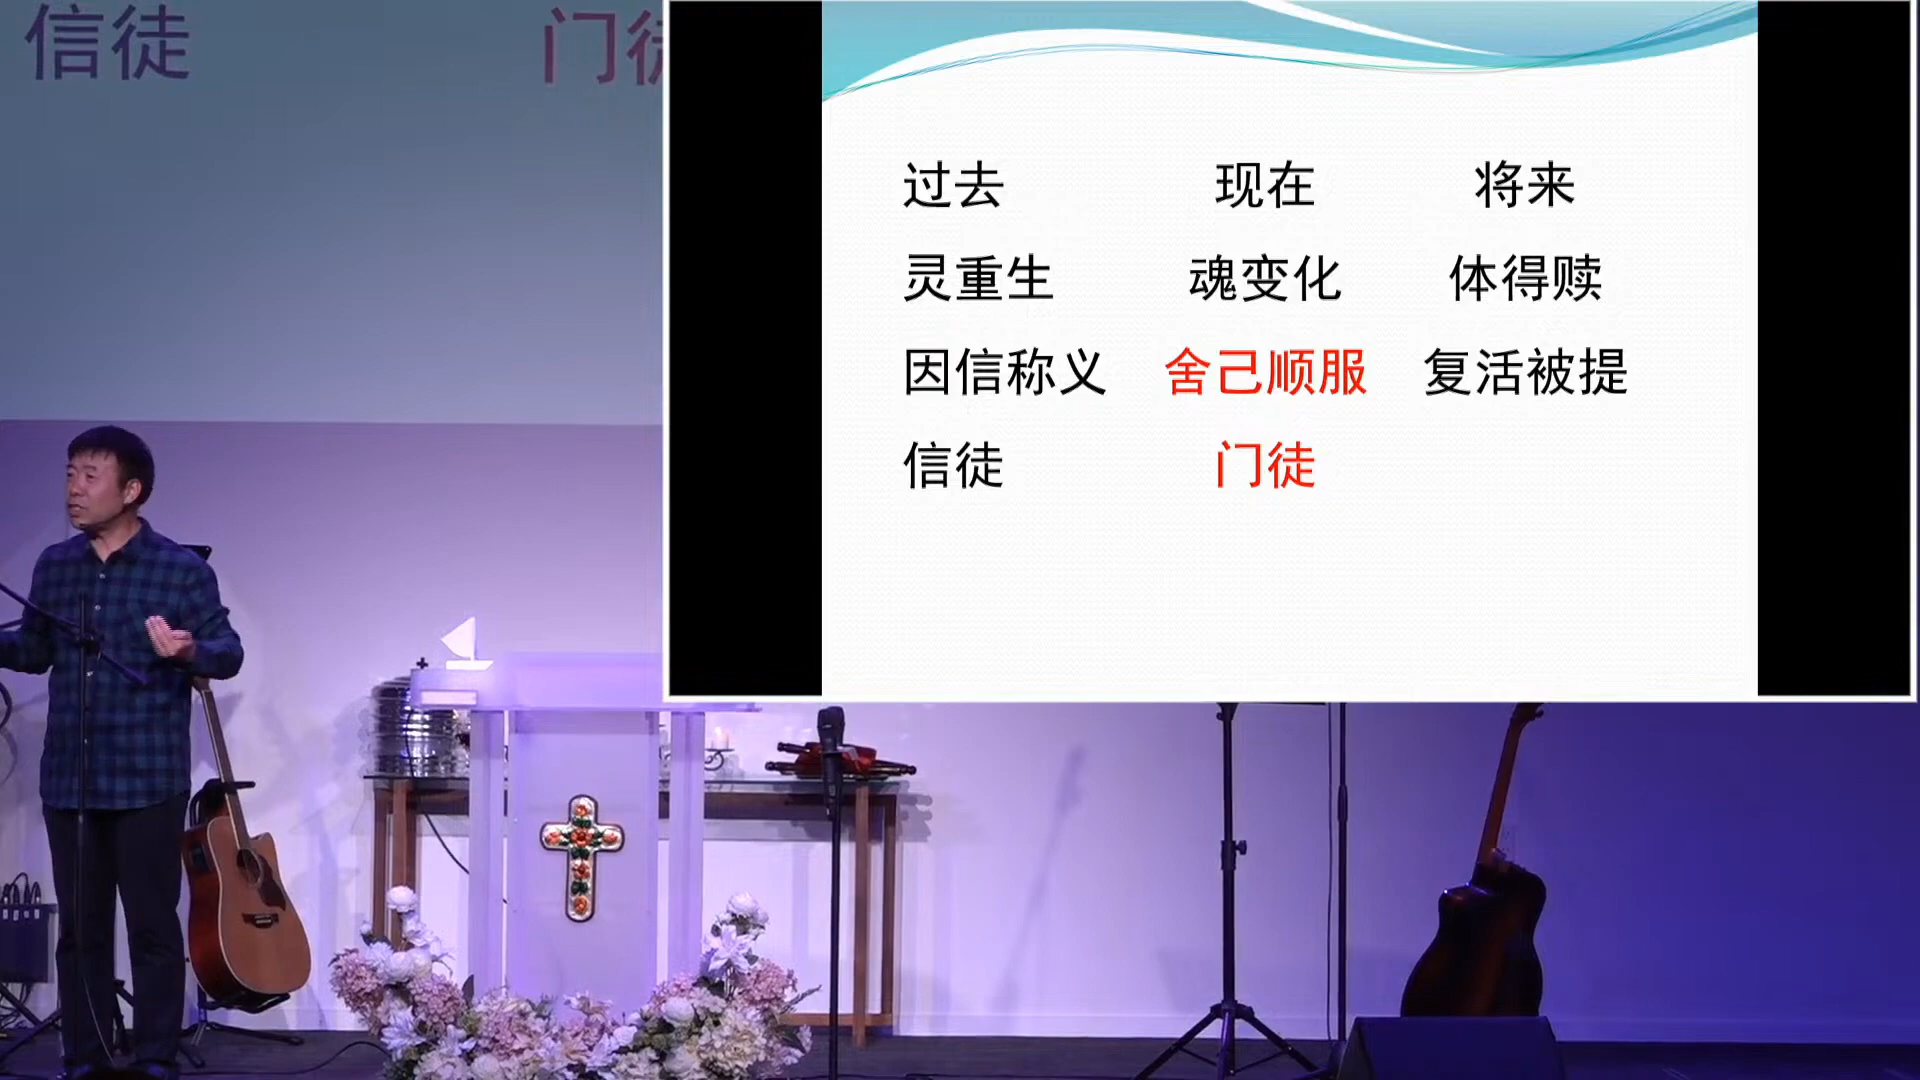 信徒 门徒
过去 现在 将来
灵重生 魂变化 体得赎
因信称义 舍己顺服 复活被提
信徒 门徒